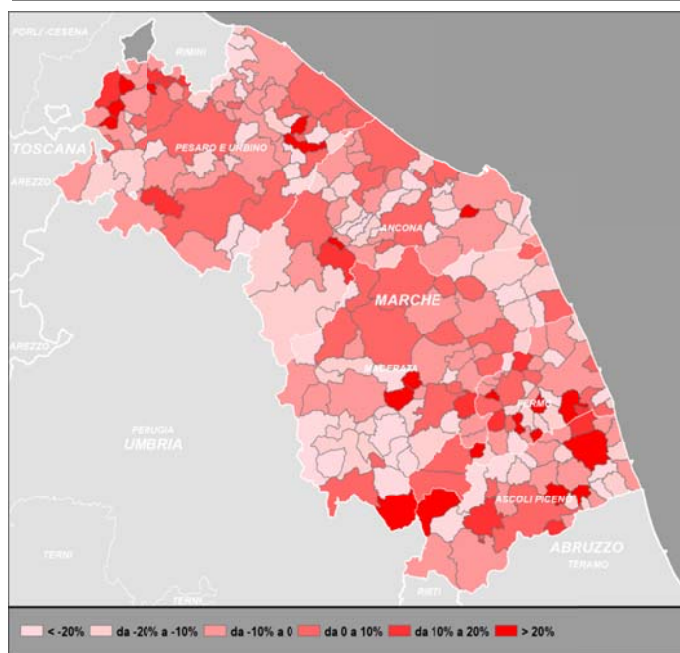 FORLI'-CESENA
RIMINI
TOSCANA
PESARO E URBINO
AREZZO
ANCONA
MARCHE
AREZZO
MACERATA
FERMO
PERUGIA
UMBRIA
ASCOLI PICENO
ABRUZZO
TERNI
TERAMO
RIETI
TERNI
< -20% da -20% a -10% da -10% a 0 da 0 a 10% da 10% a 20% > 20%